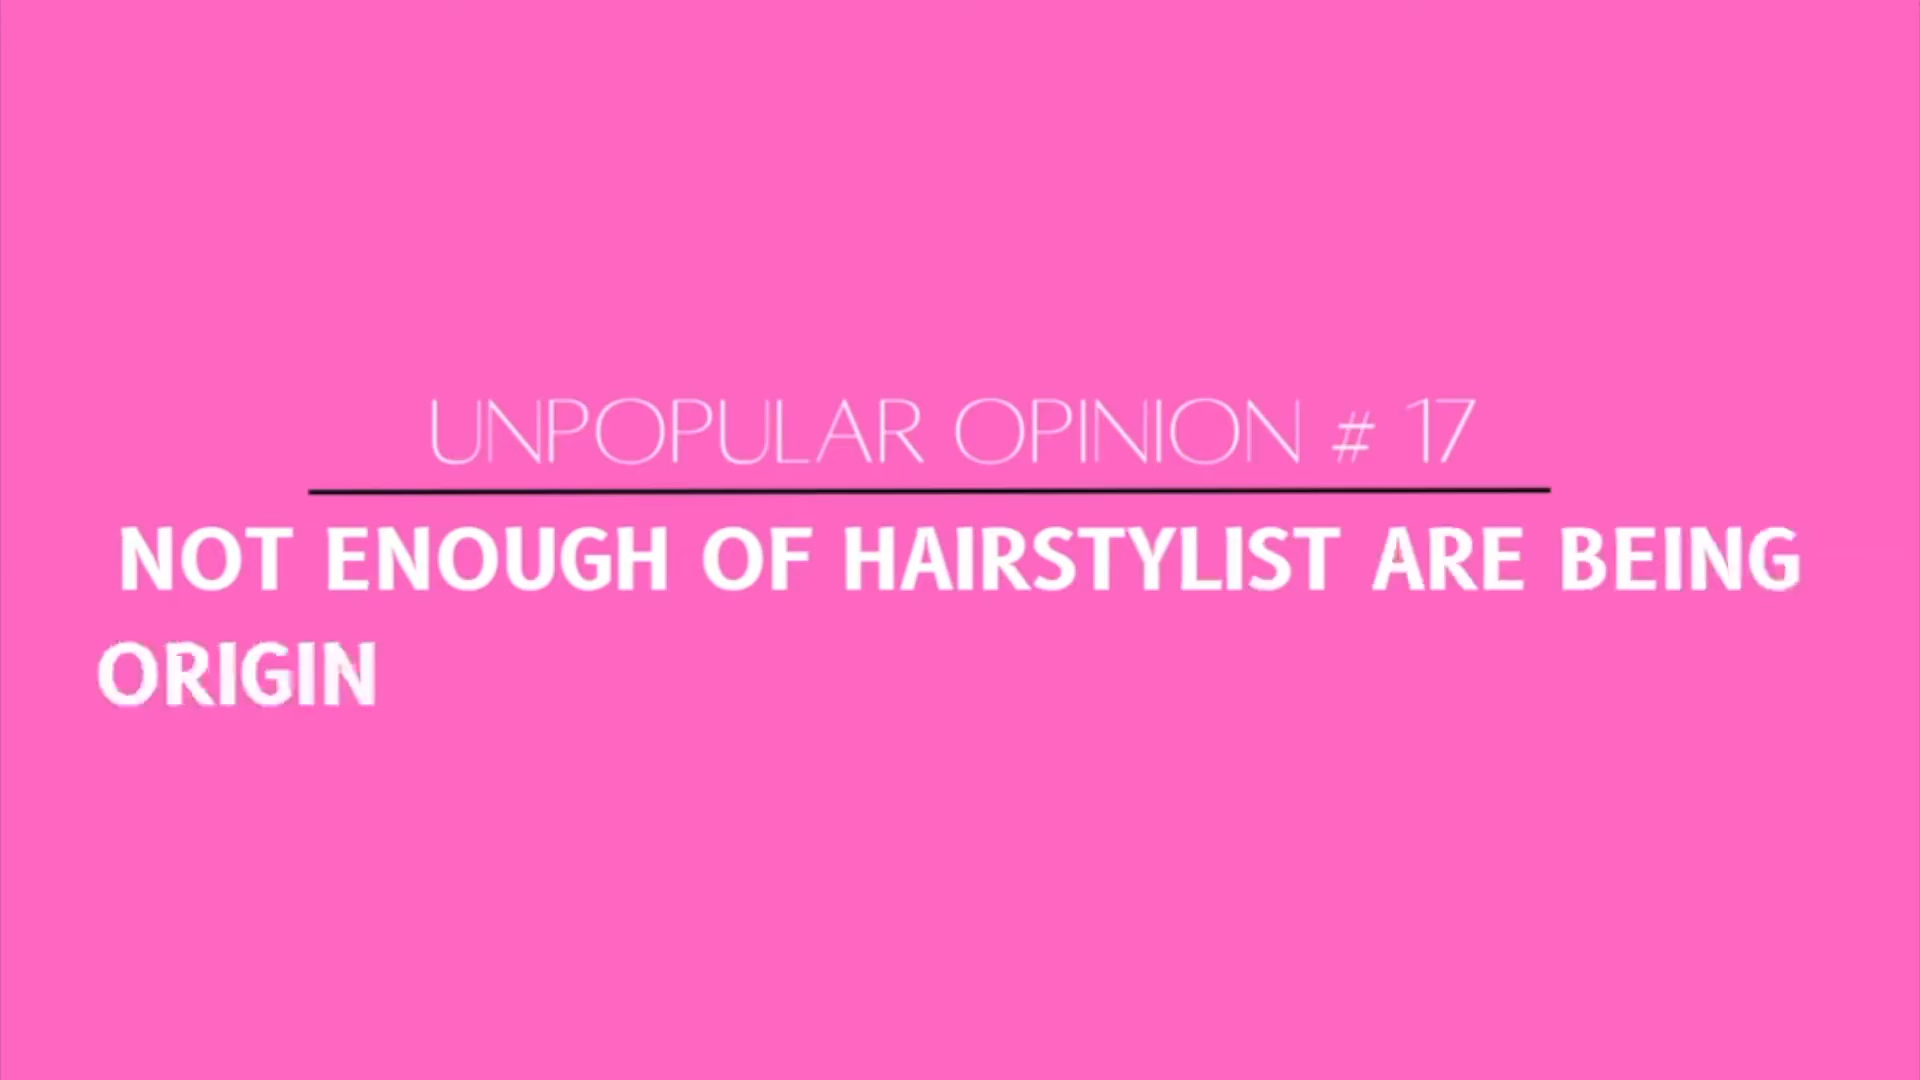 UNPOPULAR OPINION # 17
NOT ENOUGH OF HAIRSTYLIST ARE BEING
ORIGIN